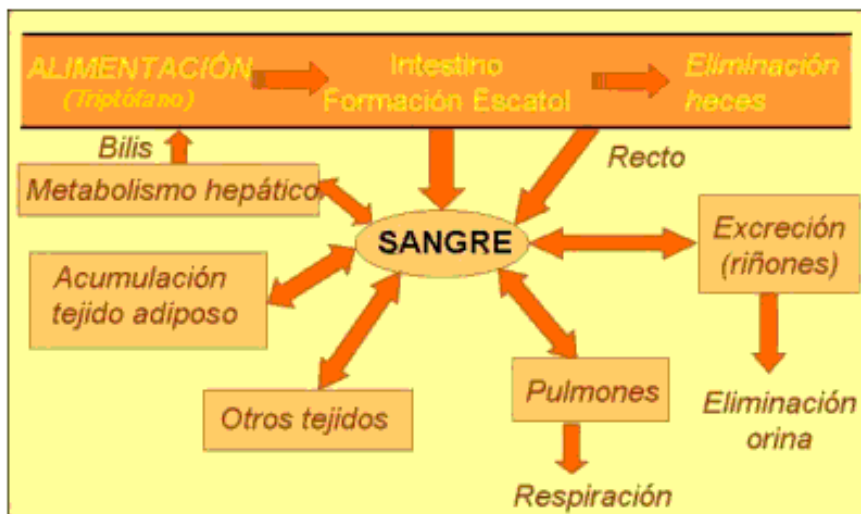 ALIMENTACIÓN
(Triptófano)
Intestino
Formación Escatol
Eliminación
heces
Bilis
Recto
Metabolismo hepático
SANGRE
Excreción
(riñones)
Acumulación
tejido adiposo
Otros tejidos
Pulmones
Eliminación
orina
Respiración